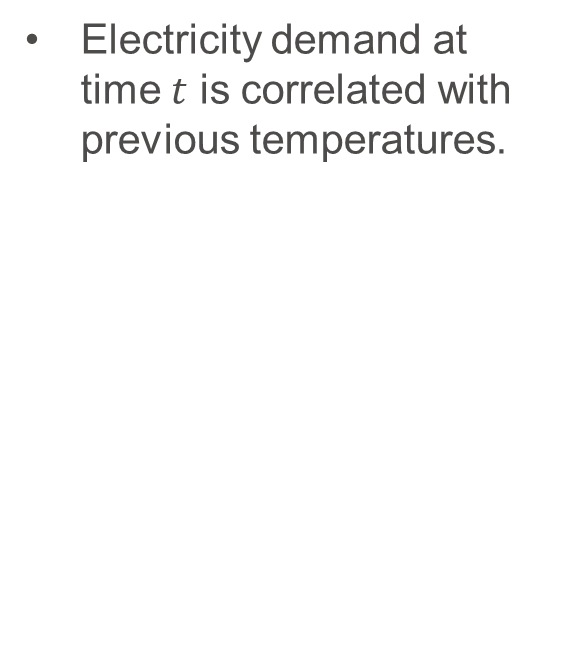 • Electricity demand at
time t is correlated with
previous temperatures.